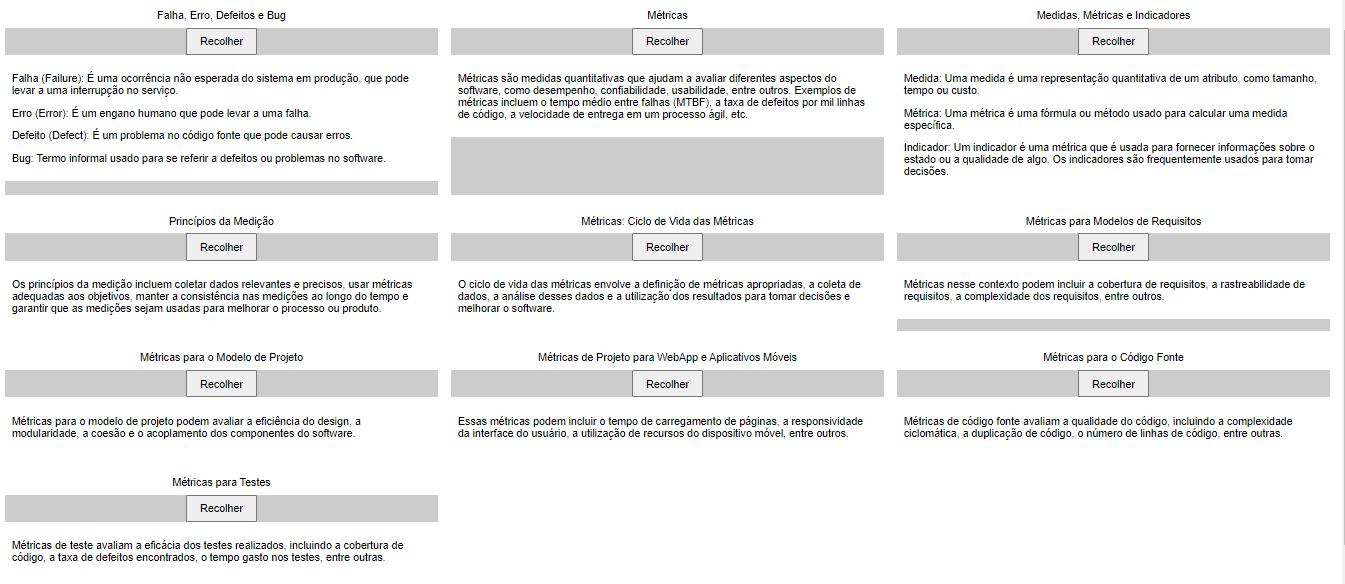 Falha, Erro, Defeitos e Bug
Recolher
Falha (Failure): É uma ocorrência não esperada do sistema em produção, que pode
levar a uma interrupção no serviço.
Erro (Error): É um engano humano que pode levar a uma falha.
Defeito (Defect): É um problema no código fonte que pode causar erros.
Bug: Termo informal usado para se referir a defeitos ou problemas no software.
Métricas
Recolher
Métricas são medidas quantitativas que ajudam a avaliar diferentes aspectos do
software, como desempenho, confiabilidade, usabilidade, entre outros. Exemplos de
métricas incluem o tempo médio entre falhas (MTBF), a taxa de defeitos por mil linhas
de código, a velocidade de entrega em um processo ágil, etc.
Medidas, Métricas e Indicadores
Recolher
Medida: Uma medida é uma representação quantitativa de um atributo, como tamanho,
tempo ou custo.
Métrica: Uma métrica é uma fórmula ou método usado para calcular uma medida
específica.
Indicador: Um indicador é uma métrica que é usada para fornecer informações sobre o
estado ou a qualidade de algo. Os indicadores são frequentemente usados para tomar
decisões.
Princípios da Medição
Recolher
Os princípios da medição incluem coletar dados relevantes e precisos, usar métricas
adequadas aos objetivos, manter a consistência nas medições ao longo do tempo e
garantir que as medições sejam usadas para melhorar o processo ou produto.
Métricas: Ciclo de Vida das Métricas
Recolher
O ciclo de vida das métricas envolve a definição de métricas apropriadas, a coleta de
dados, a análise desses dados e a utilização dos resultados para tomar decisões e
melhorar o software.
Métricas para Modelos de Requisitos
Recolher
Métricas nesse contexto podem incluir a cobertura de requisitos, a rastreabilidade de
requisitos, a complexidade dos requisitos, entre outros.
Métricas para o Modelo de Projeto
Recolher
Métricas para o modelo de projeto podem avaliar a eficiência do design, a
modularidade, a coesão e o acoplamento dos componentes do software.
Métricas de Projeto para WebApp e Aplicativos Móveis
Recolher
Essas métricas podem incluir o tempo de carregamento de páginas, a responsividade
da interface do usuário, a utilização de recursos do dispositivo móvel, entre outros.
Métricas para o Código Fonte
Recolher
Métricas de código fonte avaliam a qualidade do código, incluindo a complexidade
ciclomática, a duplicação de código, o número de linhas de código, entre outras.
Métricas para Testes
Recolher
Métricas de teste avaliam a eficácia dos testes realizados, incluindo a cobertura de
código, a taxa de defeitos encontrados, o tempo gasto nos testes, entre outras.